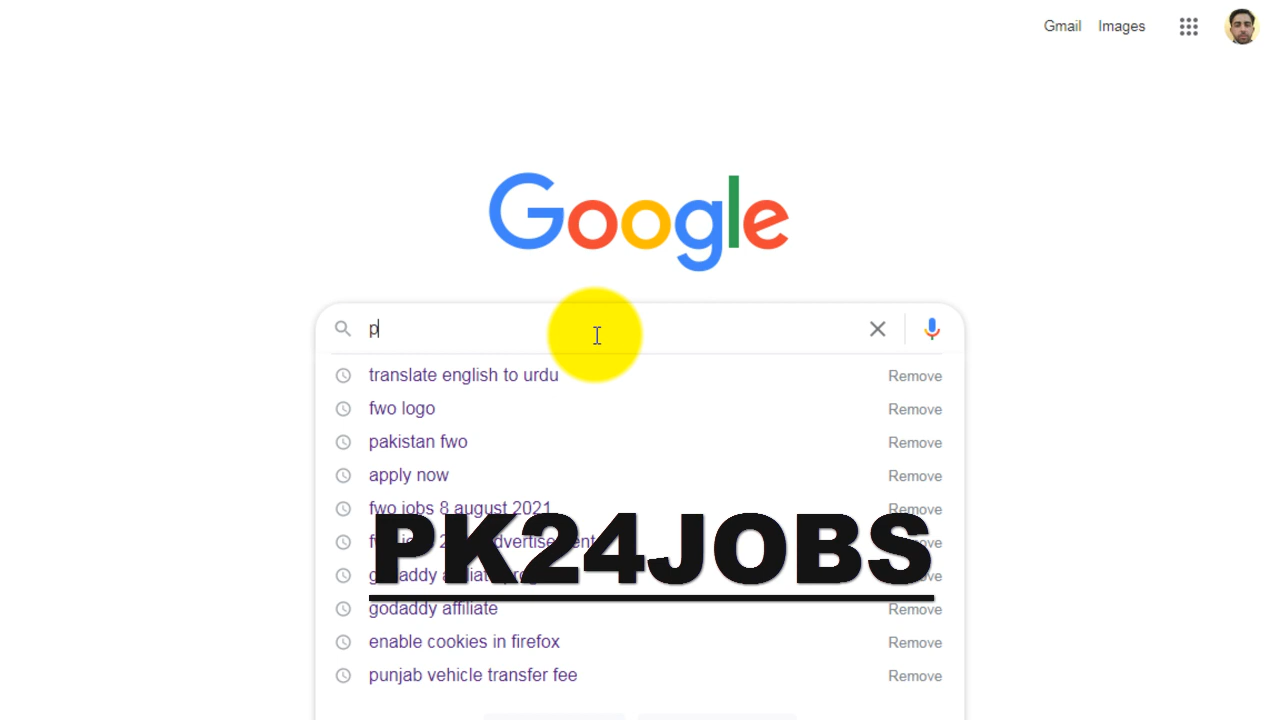 Gmail Images
Google
p
translate english to urdu Remove
fwo logo Remove
pakistan fwo Remove
apply now Remove
fwo jobs 8 august 2021 Remove
PK24JOBS
godaddy affiliate Remove
enable cookies in firefox Remove
punjab vehicle transfer fee Remove